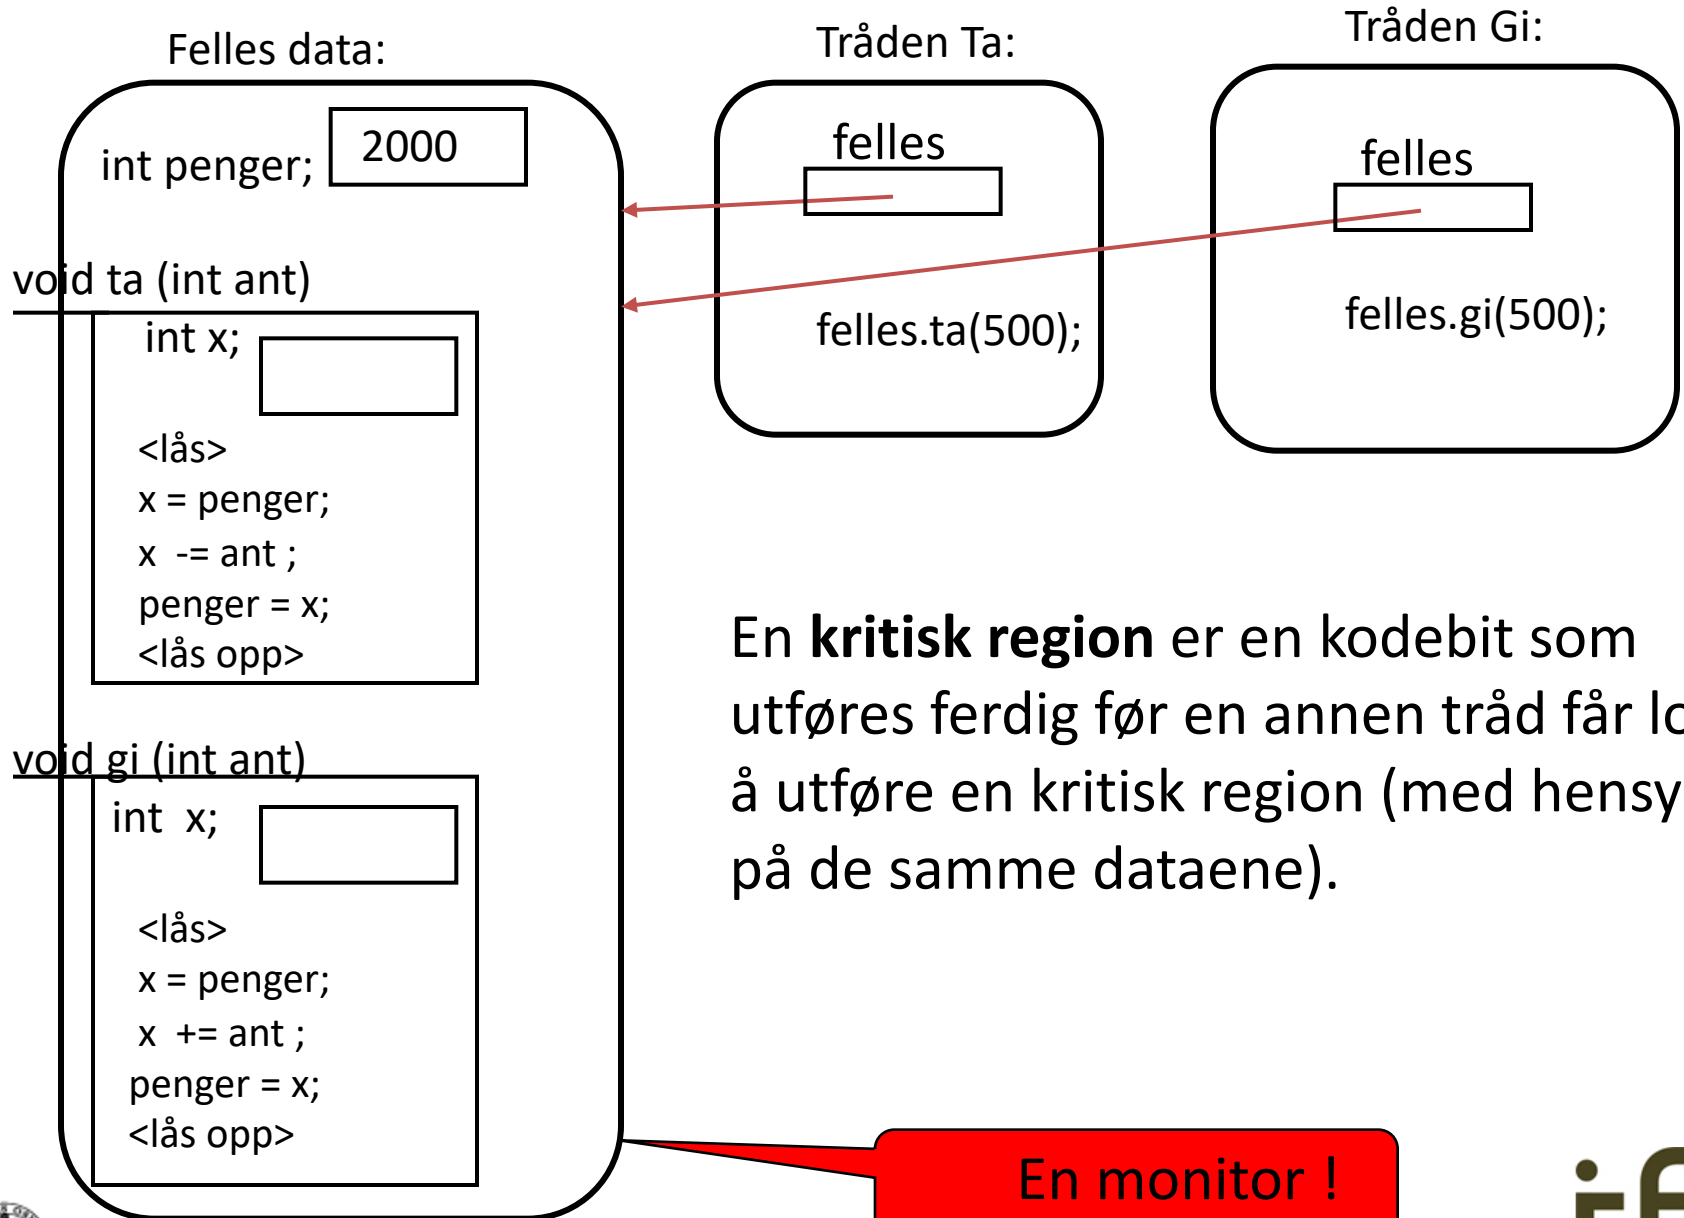 Felles data:
int penger;
2000
void ta (int ant)
int x;
<lås>
x = penger;
x -= ant ;
penger = x;
<lås opp>
void gi (int ant)
int x;
<lås>
x = penger;
x += ant ;
penger = x;
<lås opp>
Tråden Ta:
felles
felles.ta(500);
Tråden Gi:
felles
felles.gi(500);
En kritisk region er en kodebit som
utføres ferdig før en annen tråd får
å utføre en kritisk region (med
på de samme dataene).
En monitor !